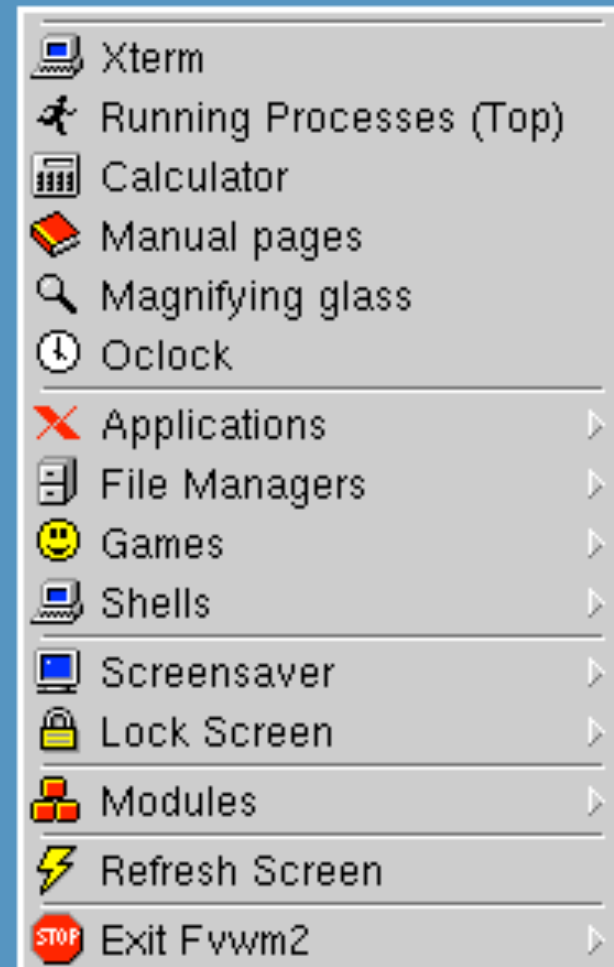 Xterm
Running Processes (Top)
Calculator
Manual pages
Magnifying glass
Oclock
Applications
File Managers
Games
Shells
Screensaver
Lock Screen
Modules
Refresh Screen
STOP Exit Fvwm2